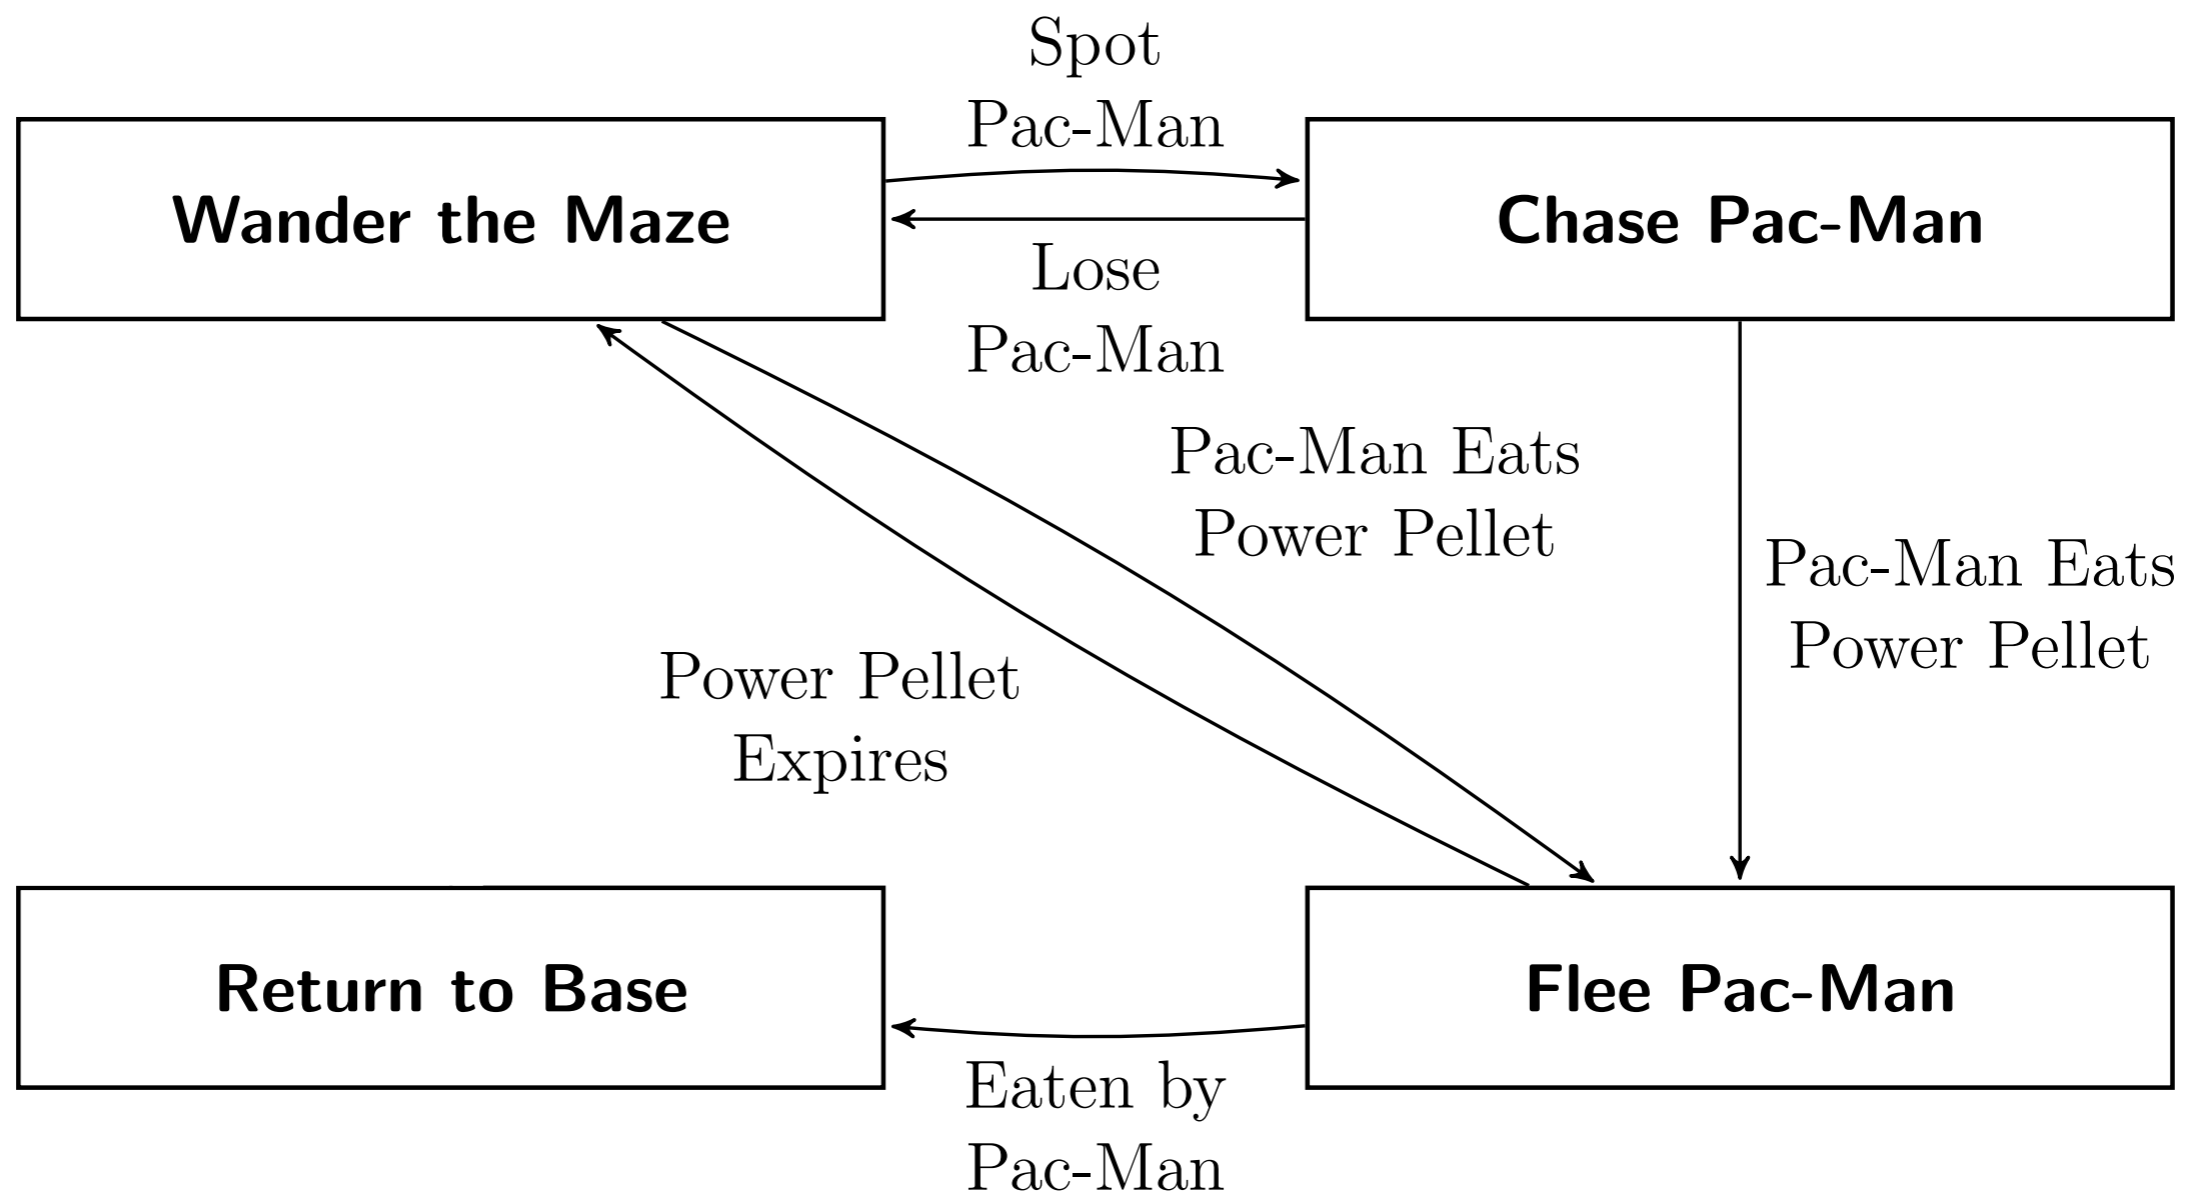 Spot
Pac-Man
Wander the Maze
Chase Pac-Man
Lose
Pac-Man
Pac-Man Eats
Power Pellet
Pac-Man Eats
Power Pellet
Power Pellet
Expires
Return to Base
Flee Pac-Man
Eaten by
Pac-Man